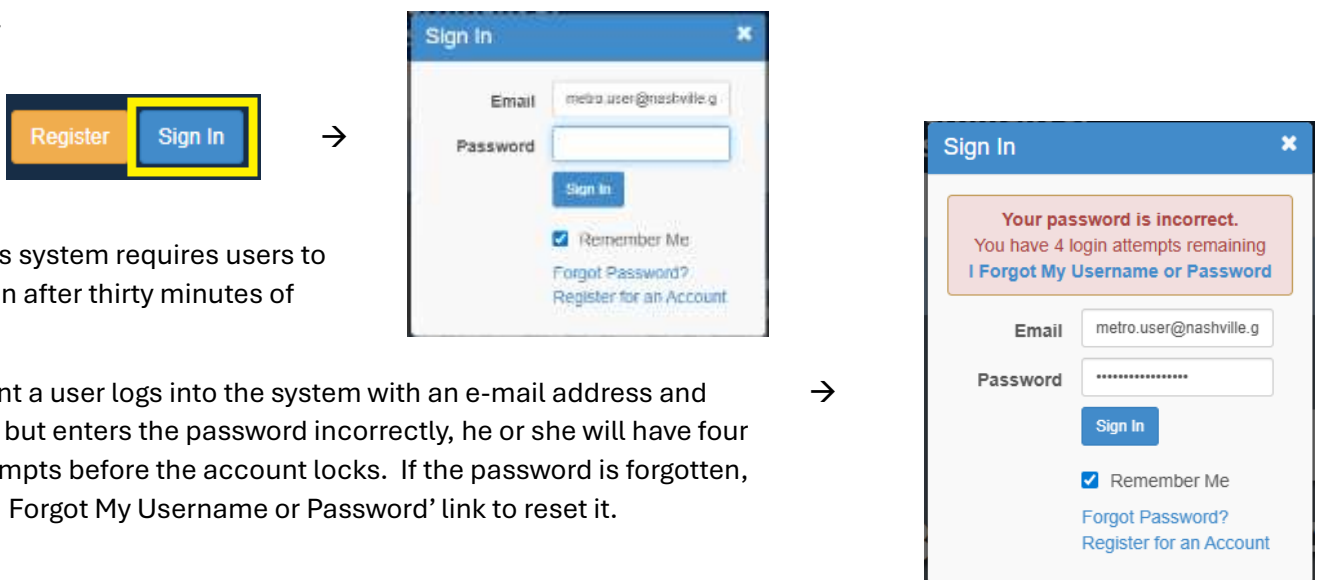 Register Sign In →
Sign In ×
Email metro.user@nashville.g
Password
Sign In
Remember Me
Forgot Password?
Register for an Account
s system requires users to
n after thirty minutes of
nt a user logs into the system with an e-mail address and →
but enters the password incorrectly, he or she will have four
mpts before the account locks.  If the password is forgotten,
Forgot My Username or Password’ link to reset it.
Sign In ×
Your password is incorrect.
You have 4 login attempts remaining
I Forgot My Username or Password
Email metro.user@nashville.g
Password •••••••••••••••••
Sign In
Remember Me
Forgot Password?
Register for an Account